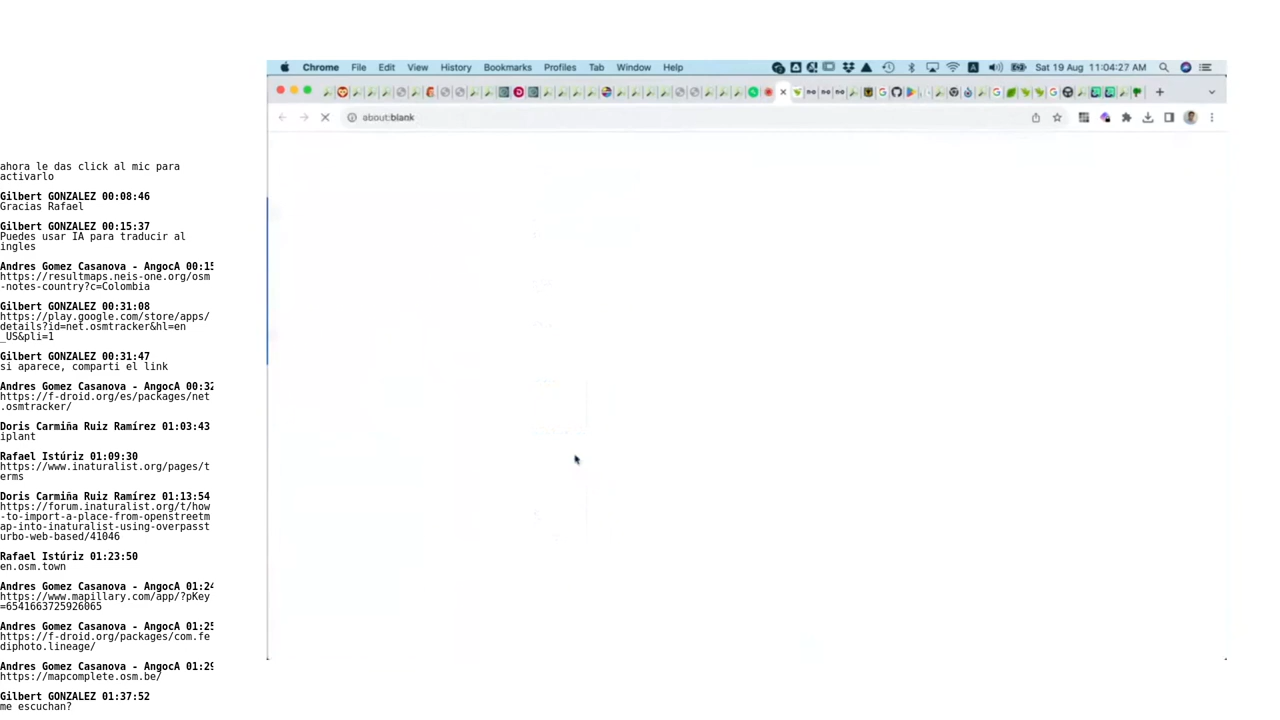 Chrome File Edit View History Bookmarks Profiles Tab Window Help
Sat 19 Aug 11:04:27 AM
about:blank
ahora le das click al mic para
activarlo
Gilbert GONZALEZ 00:08:46
Gracias Rafael
Gilbert GONZALEZ 00:15:37
Puedes usar IA para traducir al
ingles
Andres Gomez Casanova - AngocA 00:15
https://resultmaps.neis-one.org/osm
-notes-country?c=Colombia
Gilbert GONZALEZ 00:31:08
https://play.google.com/store/apps/
details?id=net.osmtracker&hl=en
_US&pli=1
Gilbert GONZALEZ 00:31:47
si aparece, comparti el link
Andres Gomez Casanova - AngocA 00:32
https://f-droid.org/es/packages/net
.osmtracker/
Doris Carmiña Ruiz Ramírez 01:03:43
iplant
Rafael Istúriz 01:09:30
https://www.inaturalist.org/pages/t
erms
Doris Carmiña Ruiz Ramírez 01:13:54
https://forum.inaturalist.org/t/how
-to-import-a-place-from-openstreetm
ap-into-inaturalist-using-overpasst
urbo-web-based/41046
Rafael Istúriz 01:23:50
en.osm.town
Andres Gomez Casanova - AngocA 01:24
https://www.mapillary.com/app/?pKey
=6541663725926065
Andres Gomez Casanova - AngocA 01:25
https://f-droid.org/packages/com.fe
diphoto.lineage/
Andres Gomez Casanova - AngocA 01:29
https://mapcomplete.osm.be/
Gilbert GONZALEZ 01:37:52
me escuchan?